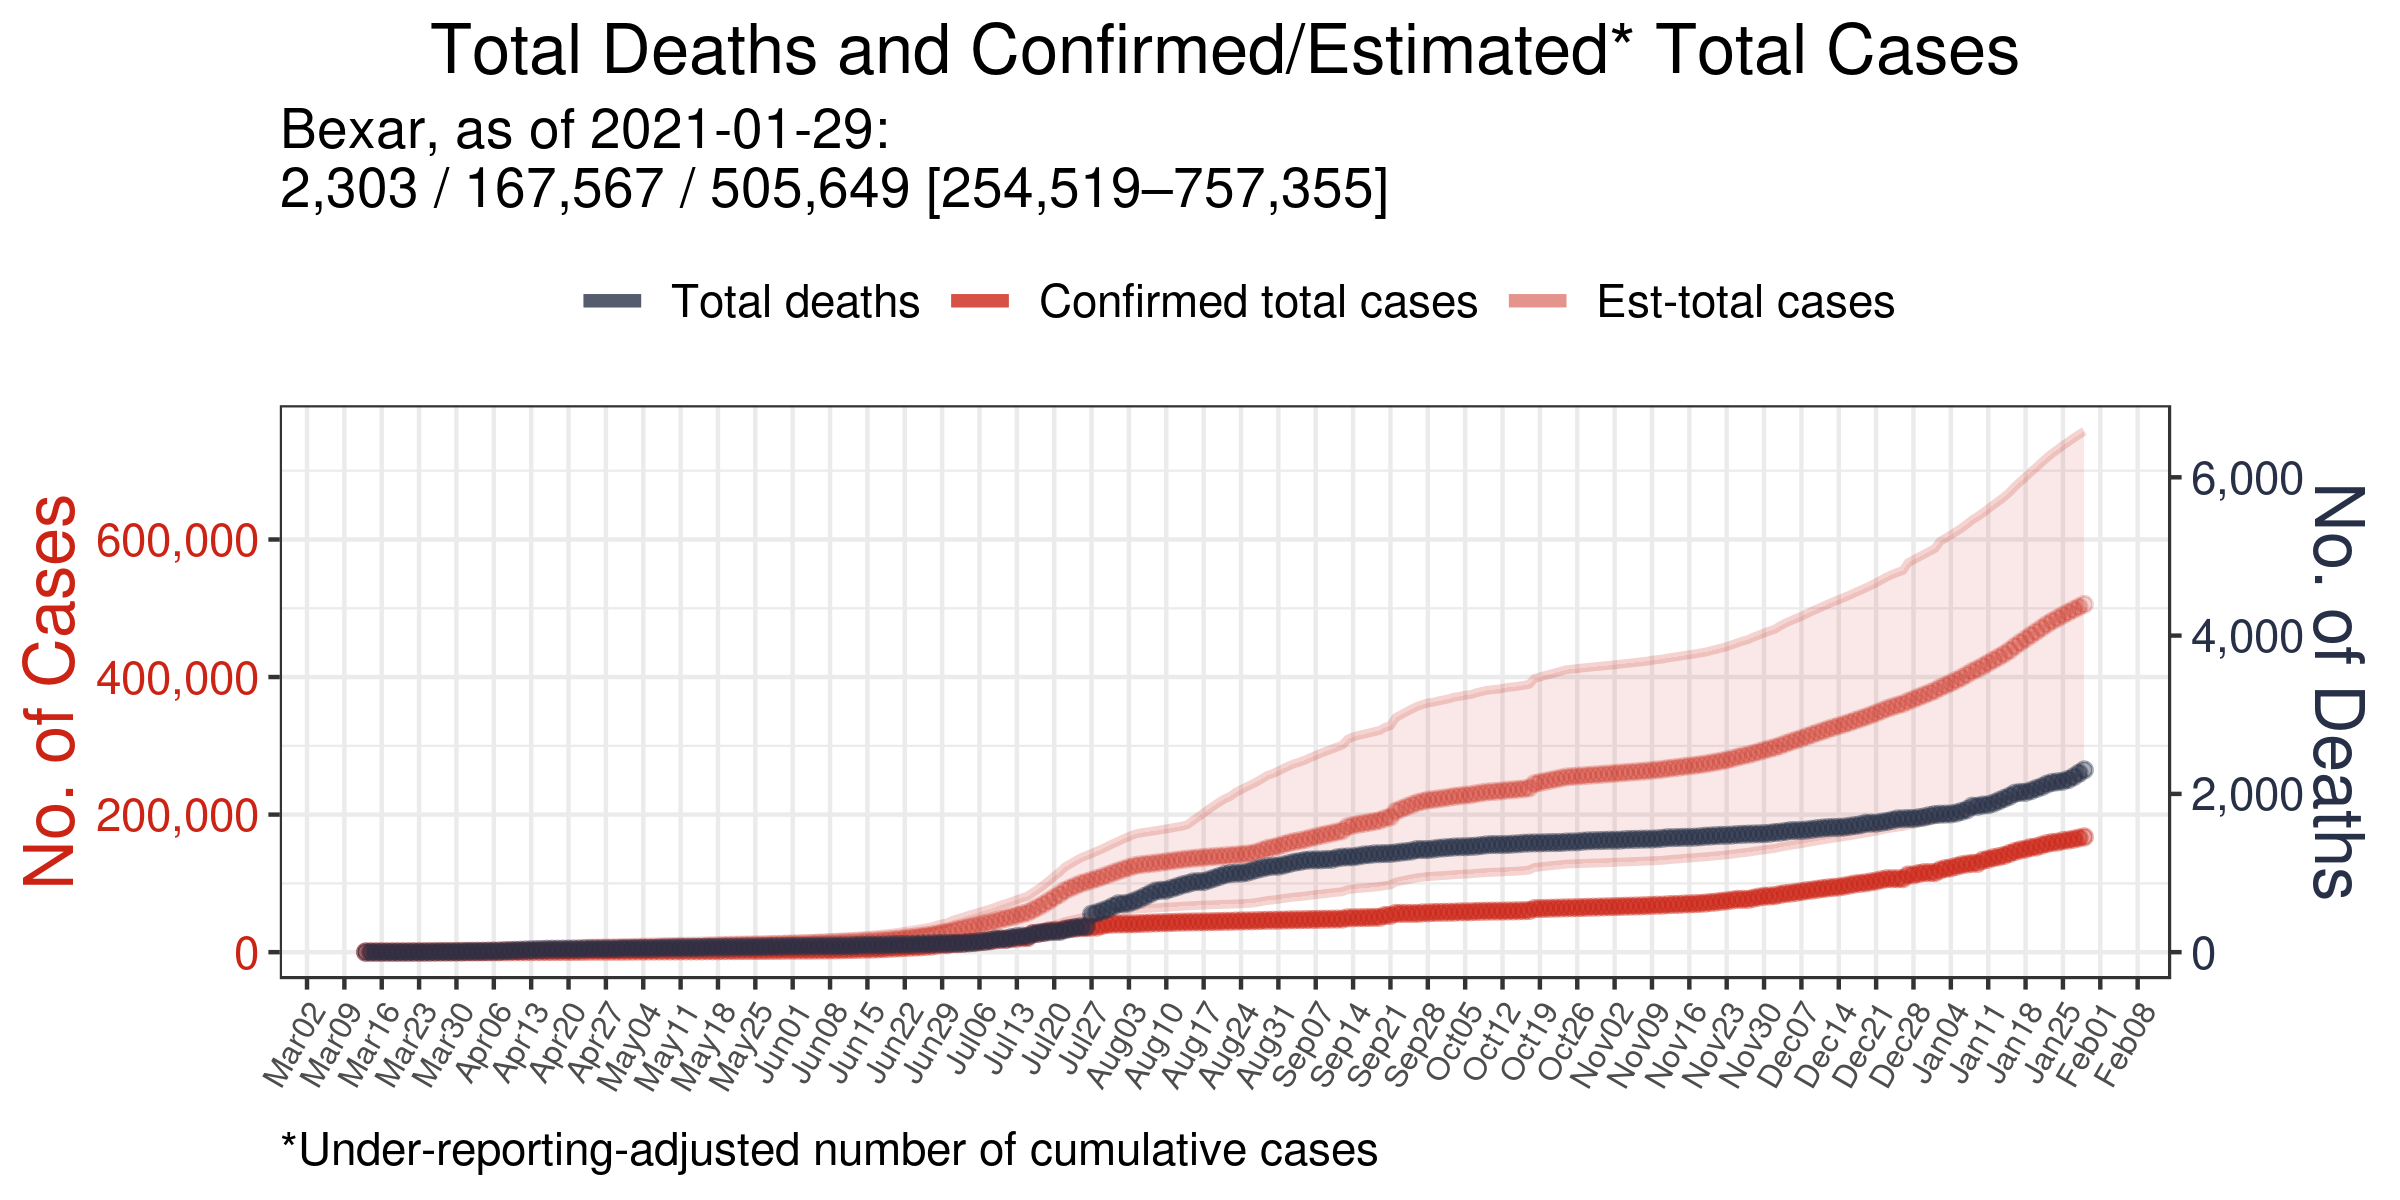 Total Deaths and Confirmed/Estimated* Total Cases
Bexar, as of 2021-01-29:
2,303 / 167,567 / 505,649 [254,519–757,355]
Total deaths
Confirmed total cases
Est-total cases
No. of Cases
600,000
400,000
200,000
0
6,000
4,000
2,000
0
No. of Deaths
Mar02
Mar09
Mar16
Mar23
Mar30
Apr06
Apr13
Apr20
Apr27
May04
May11
May18
May25
Jun01
Jun08
Jun15
Jun22
Jun29
Jul06
Jul13
Jul20
Jul27
Aug03
Aug10
Aug17
Aug24
Aug31
Sep07
Sep14
Sep21
Sep28
Oct05
Oct12
Oct19
Oct26
Nov02
Nov09
Nov16
Nov23
Nov30
Dec07
Dec14
Dec21
Dec28
Jan04
Jan11
Jan18
Jan25
Feb01
Feb08
*Under-reporting-adjusted number of cumulative cases